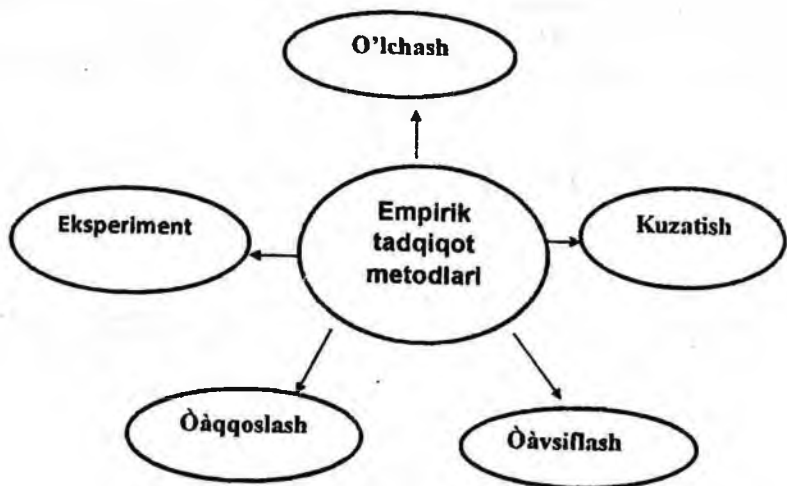 O'lchash
Eksperiment
Empirik
tadqiqot
metodlari
Kuzatish
Òàqqoslash
Òàvsiflash